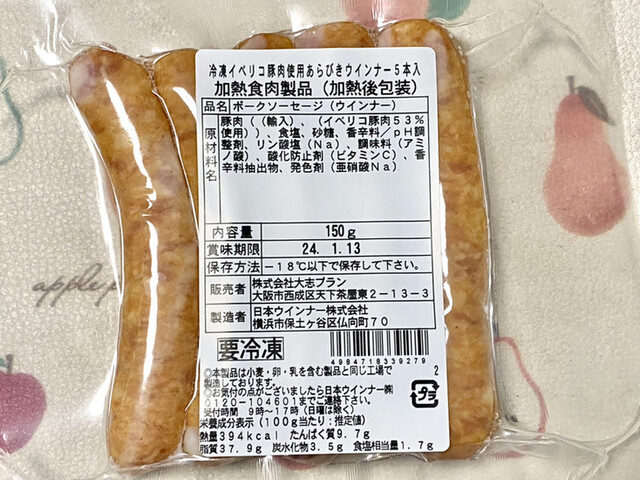 冷凍イベリコ豚肉使用あらびきウインナー5本入
加熱食肉製品（加熱後包装）
品名 ポークソーセージ（ウインナー）
原材料名 豚肉（（輸入）、（イベリコ豚肉53％
使用））、食塩、砂糖、香辛料／pH調
整剤、リン酸塩（Na）、調味料（アミ
ノ酸）、酸化防止剤（ビタミンC）、香
辛料抽出物、発色剤（亜硝酸Na）
内容量 150g
賞味期限 24. 1.13
保存方法 －18℃以下で保存して下さい。
販売者 株式会社大志プラン
大阪市西成区天下茶屋東2－13－3
製造者 日本ウインナー株式会社
横浜市保土ヶ谷区仏向町70
要冷凍
4984718339279
◎本製品は小麦・卵・乳を含む製品と同じ工場で 2
製造しております。
◎お気付の点がございましたら日本ウインナー㈱
0120-104601までご連絡下さい。
受付時間 9時～17時（日曜は除く）
プラ
栄養成分表示（100g当たり：推定値）
熱量394kcal たんぱく質9.7g
脂質37.9g 炭水化物3.5g 食塩相当量1.7g
apple